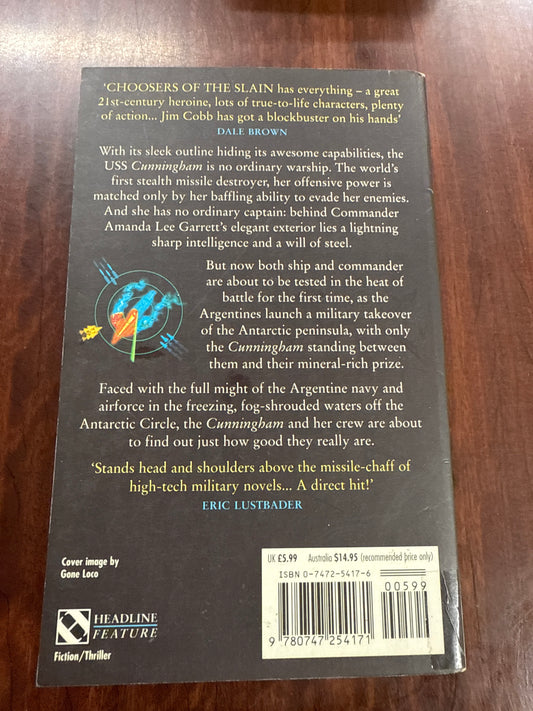 ‘CHOOSERS OF THE SLAIN has everything – a great
21st-century heroine, lots of true-to-life characters, plenty
of action... Jim Cobb has got a blockbuster on his hands’
DALE BROWN
With its sleek outline hiding its awesome capabilities, the
USS Cunningham is no ordinary warship. The world’s
first stealth missile destroyer, her offensive power is
matched only by her baffling ability to evade her enemies.
And she has no ordinary captain: behind Commander
Amanda Lee Garrett’s elegant exterior lies a lightning
sharp intelligence and a will of steel.
But now both ship and commander
are about to be tested in the heat of
battle for the first time, as the
Argentines launch a military takeover
of the Antarctic peninsula, with only
the Cunningham standing between
them and their mineral-rich prize.
Faced with the full might of the Argentine navy and
airforce in the freezing, fog-shrouded waters off the
Antarctic Circle, the Cunningham and her crew are about
to find out just how good they really are.
‘Stands head and shoulders above the missile-chaff of
high-tech military novels... A direct hit!’
ERIC LUSTBADER
Cover image by
Gone Loco
HEADLINE
FEATURE
Fiction/Thriller
UK £5.99 Australia $14.95 (recommended price only)
ISBN 0-7472-5417-6
00599
9 780747 254171